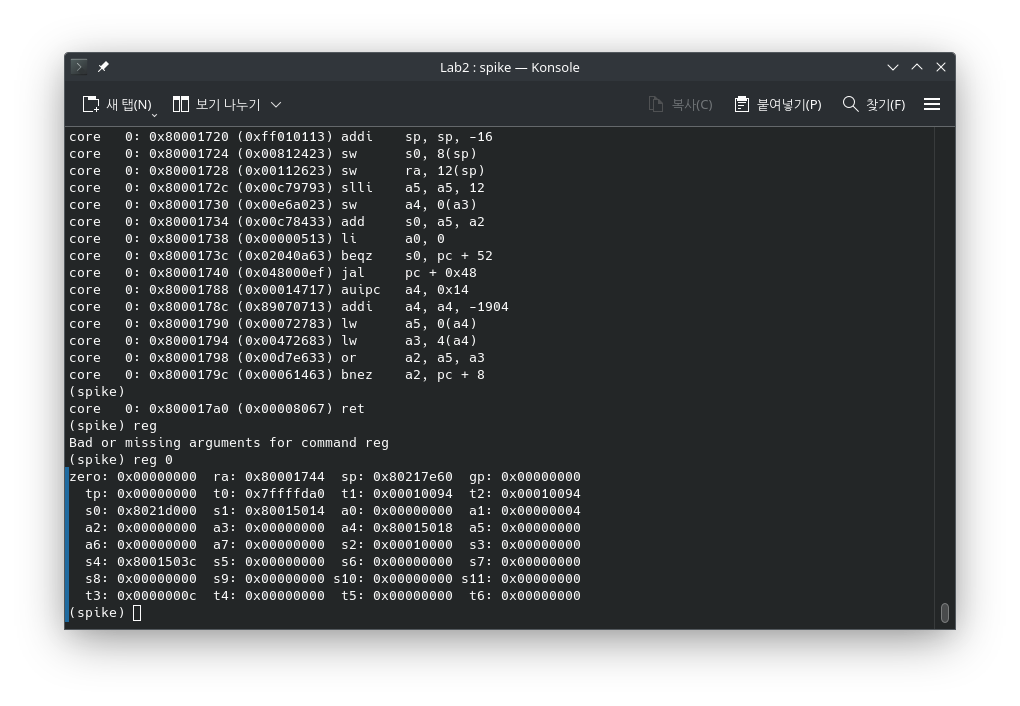 Lab2 : spike — Konsole
새 탭(N) 보기 나누기 복사(C) 붙여넣기(P) 찾기(F)
core   0: 0x80001720 (0xff010113) addi    sp, sp, -16
core   0: 0x80001724 (0x00812423) sw      s0, 8(sp)
core   0: 0x80001728 (0x00112623) sw      ra, 12(sp)
core   0: 0x8000172c (0x00c79793) slli    a5, a5, 12
core   0: 0x80001730 (0x00e6a023) sw      a4, 0(a3)
core   0: 0x80001734 (0x00c78433) add     s0, a5, a2
core   0: 0x80001738 (0x00000513) li      a0, 0
core   0: 0x8000173c (0x02040a63) beqz    s0, pc + 52
core   0: 0x80001740 (0x048000ef) jal     pc + 0x48
core   0: 0x80001788 (0x00014717) auipc   a4, 0x14
core   0: 0x8000178c (0x89070713) addi    a4, a4, -1904
core   0: 0x80001790 (0x00072783) lw      a5, 0(a4)
core   0: 0x80001794 (0x00472683) lw      a3, 4(a4)
core   0: 0x80001798 (0x00d7e633) or      a2, a5, a3
core   0: 0x8000179c (0x00061463) bnez    a2, pc + 8
(spike)
core   0: 0x800017a0 (0x00008067) ret
(spike) reg
Bad or missing arguments for command reg
(spike) reg 0
zero: 0x00000000  ra: 0x80001744  sp: 0x80217e60  gp: 0x00000000
  tp: 0x00000000  t0: 0x7ffffda0  t1: 0x00010094  t2: 0x00010094
  s0: 0x8021d000  s1: 0x80015014  a0: 0x00000000  a1: 0x00000004
  a2: 0x00000000  a3: 0x00000000  a4: 0x80015018  a5: 0x00000000
  a6: 0x00000000  a7: 0x00000000  s2: 0x00010000  s3: 0x00000000
  s4: 0x8001503c  s5: 0x00000000  s6: 0x00000000  s7: 0x00000000
  s8: 0x00000000  s9: 0x00000000 s10: 0x00000000 s11: 0x00000000
  t3: 0x0000000c  t4: 0x00000000  t5: 0x00000000  t6: 0x00000000
(spike)